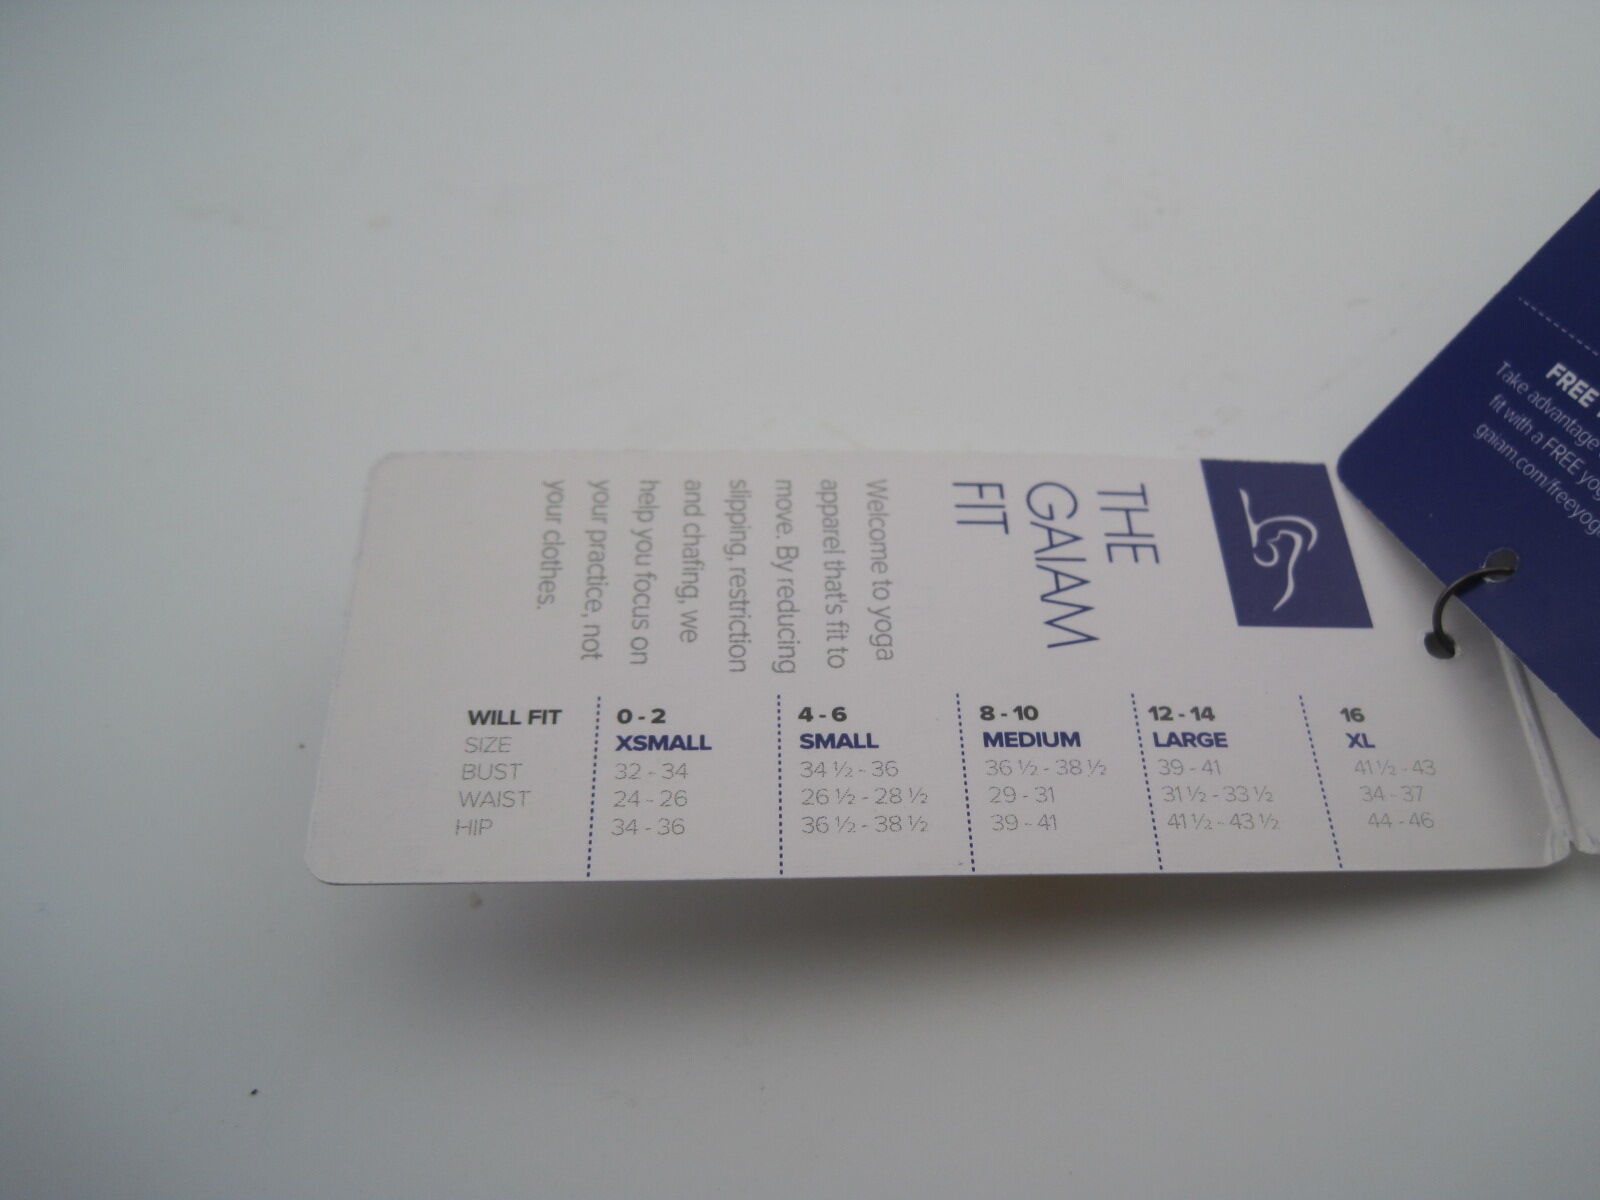 THE
GAIAM
FIT
Welcome to yoga
apparel that's fit to
move. By reducing
slipping, restriction
and chafing, we
help you focus on
your practice, not
your clothes.
WILL FIT 0 - 2 4 - 6 8 - 10 12 - 14 16
SIZE XSMALL SMALL MEDIUM LARGE XL
BUST 32 - 34 34 ½ - 36 36 ½ - 38 ½ 39 - 41 41 ½ - 43
WAIST 24 - 26 26 ½ - 28 ½ 29 - 31 31 ½ - 33 ½ 34 - 37
HIP 34 - 36 36 ½ - 38 ½ 39 - 41 41 ½ - 43 ½ 44 - 46
FREE
Take advantage
fit with a FREE
gaiam.com/freeyog